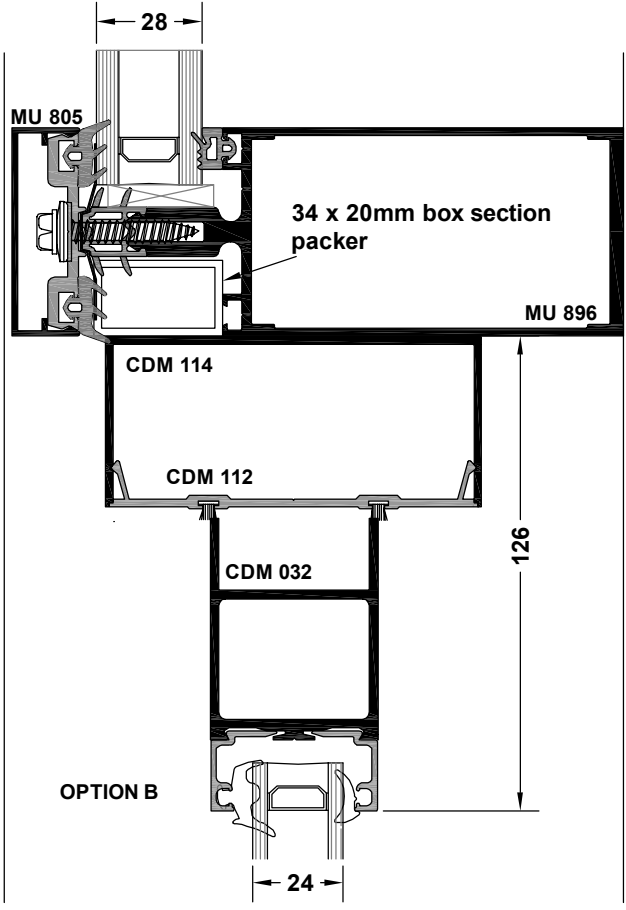 28
MU 805
34 x 20mm box section
packer
MU 896
CDM 114
CDM 112
126
CDM 032
OPTION B
24